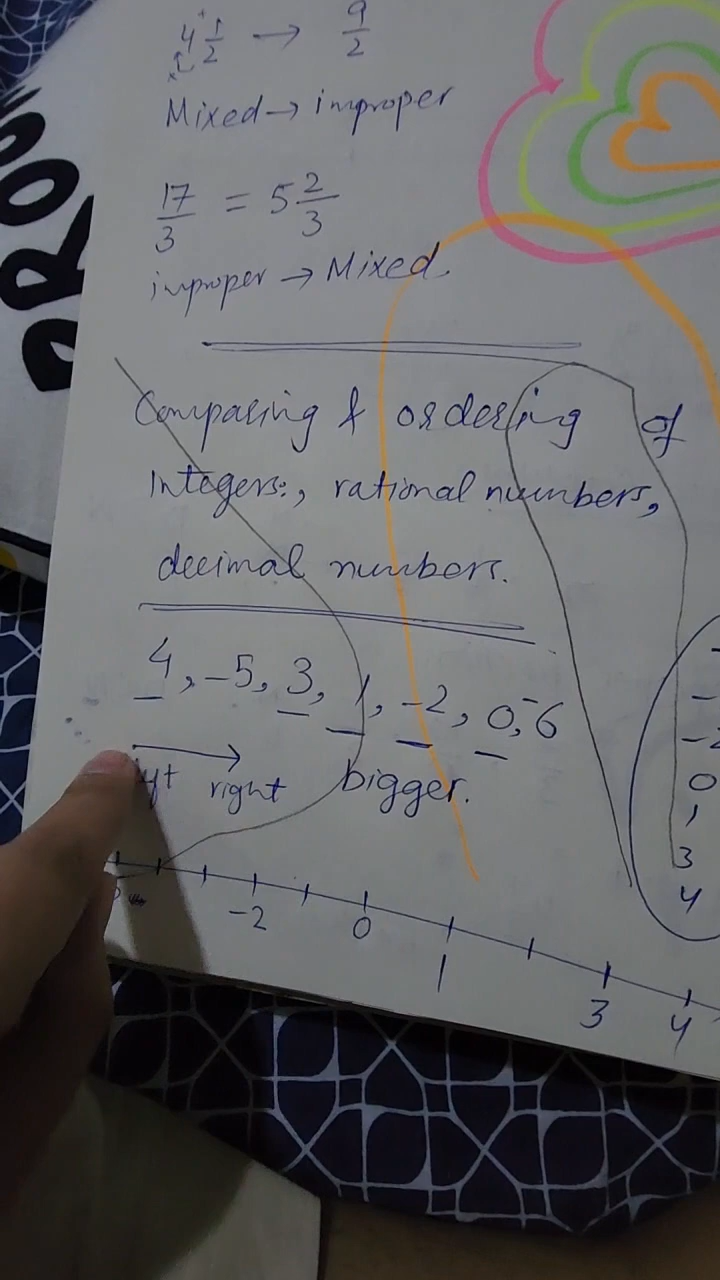 4 1/2 → 9/2
Mixed → improper
17/3 = 5 2/3
improper → Mixed.
Comparing & ordering of
Integers:, rational numbers,
decimal numbers.
4, -5, 3, 1, -2, 0, -6
right bigger.
-2 0 1 3 4
-2
0
1
3
4